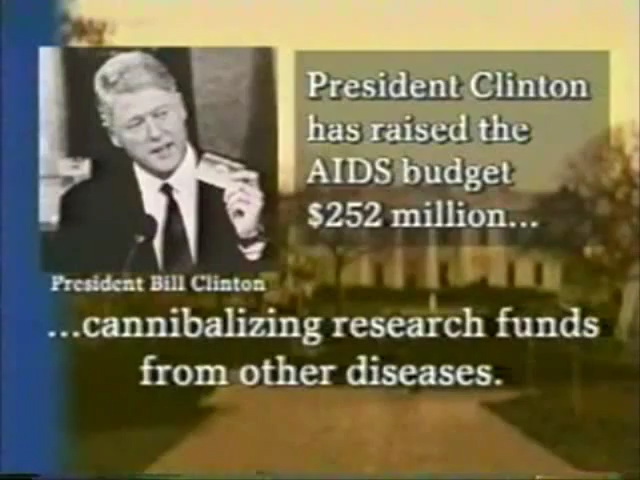 President Clinton
has raised the
AIDS budget
$252 million...
President Bill Clinton
...cannibalizing research funds
from other diseases.